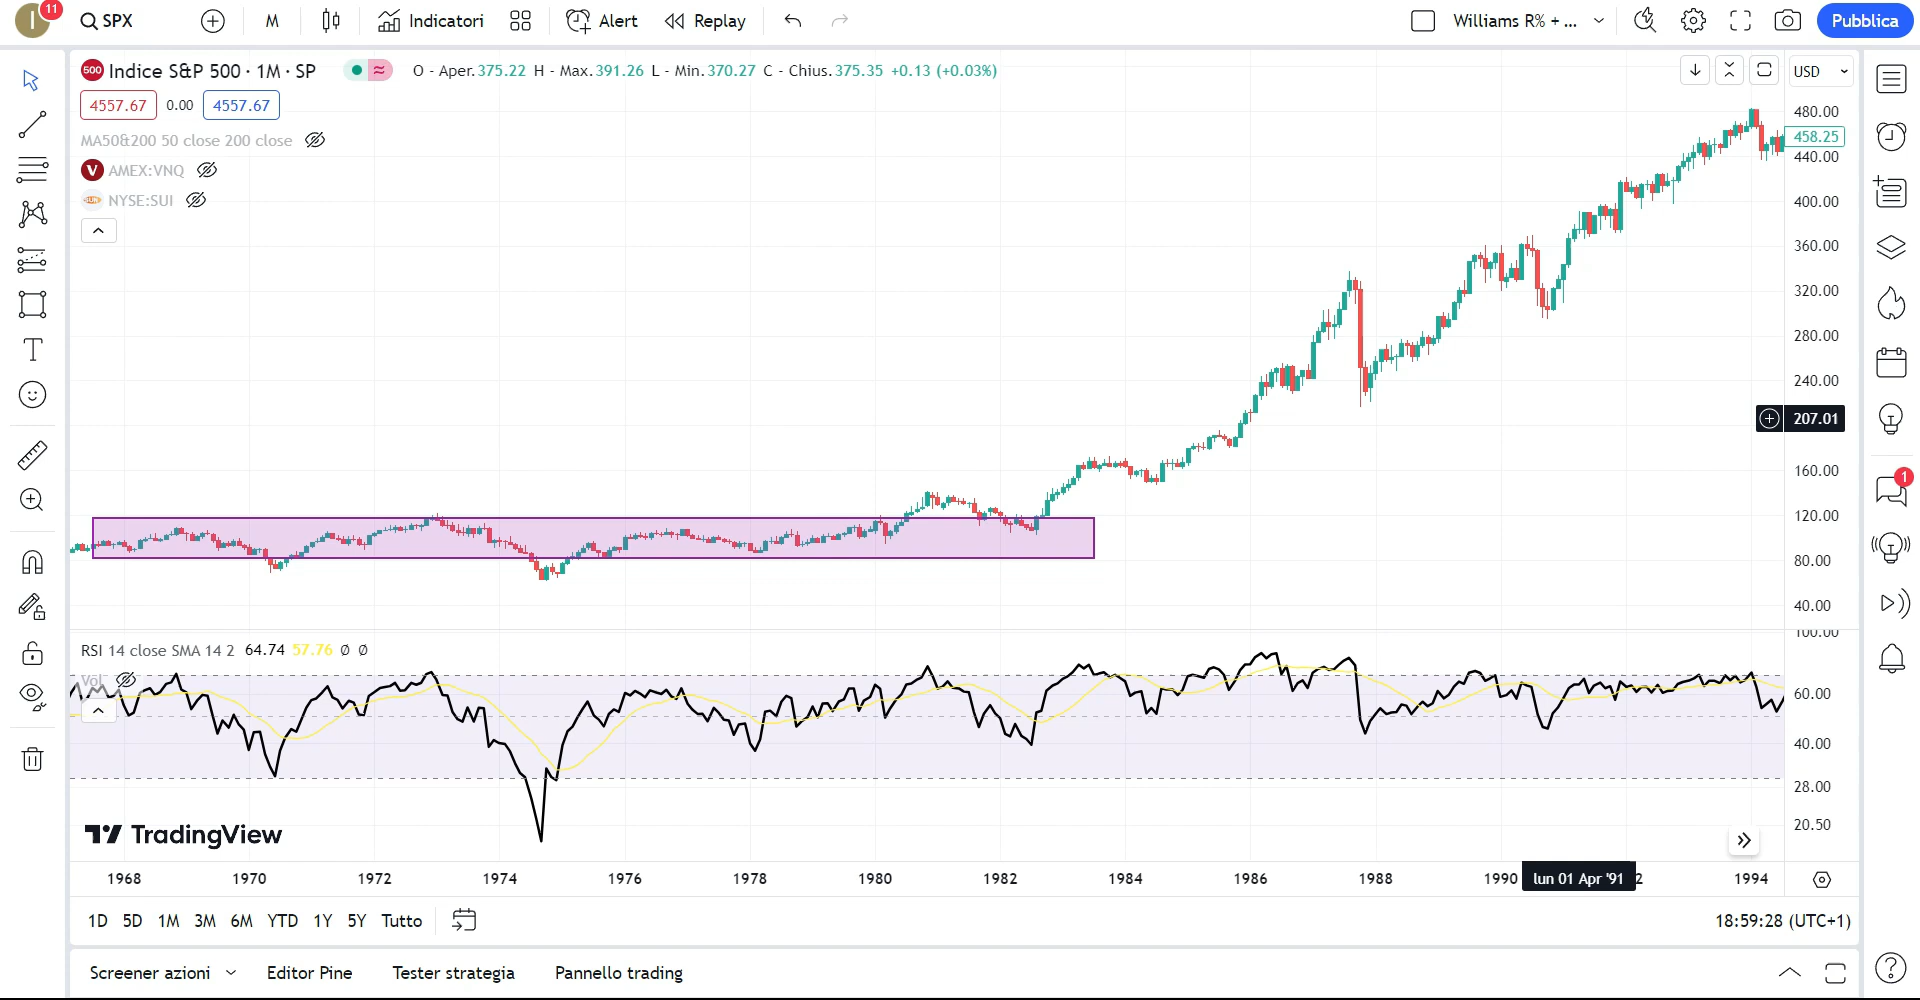 I 11 SPX M Indicatori Alert Replay Williams R% + ... Pubblica
500 Indice S&P 500 · 1M · SP O - Aper.375.22 H - Max.391.26 L - Min.370.27 C - Chius.375.35 +0.13 (+0.03%) USD
4557.67 0.00 4557.67
MA50&200 50 close 200 close
V AMEX:VNQ
SUN NYSE:SUI
480.00
458.25
440.00
400.00
360.00
320.00
280.00
240.00
207.01
160.00
120.00
80.00
40.00
100.00
RSI 14 close SMA 14 2 64.74 57.76 Ø Ø
Vol
60.00
40.00
28.00
20.50
TradingView
1968 1970 1972 1974 1976 1978 1980 1982 1984 1986 1988 1990 lun 01 Apr '91 2 1994
1D 5D 1M 3M 6M YTD 1Y 5Y Tutto 18:59:28 (UTC+1)
Screener azioni Editor Pine Tester strategia Pannello trading
1